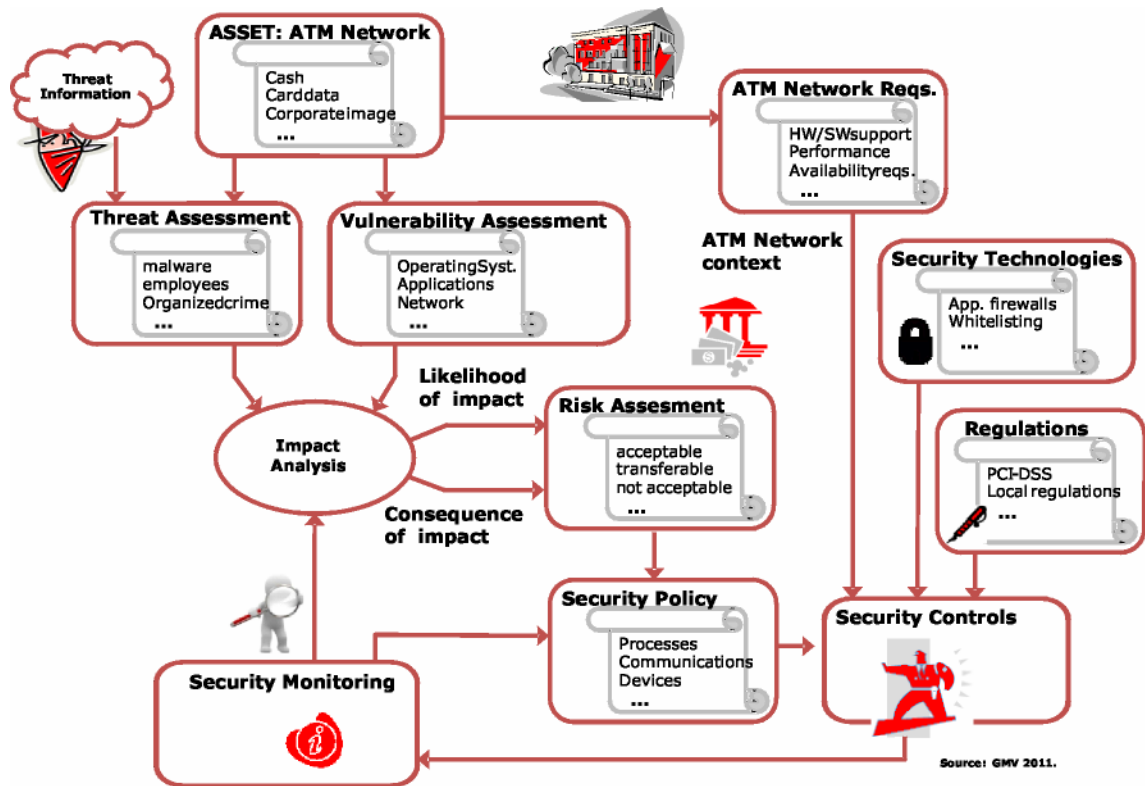 ASSET: ATM Network
Cash
Carddata
Corporateimage
...
Threat
Information
ATM Network Reqs.
HW/SWsupport
Performance
Availabilityreqs.
...
Threat Assessment
malware
employees
Organizedcrime
...
Vulnerability Assessment
OperatingSyst.
Applications
Network
...
ATM Network
context
Security Technologies
App. firewalls
Whitelisting
...
S
Likelihood
of impact
Impact
Analysis
Consequence
of impact
Risk Assesment
acceptable
transferable
not acceptable
...
Regulations
PCI-DSS
Local regulations
...
Security Policy
Processes
Communications
Devices
...
Security Controls
Security Monitoring
i
Source: GMV 2011.